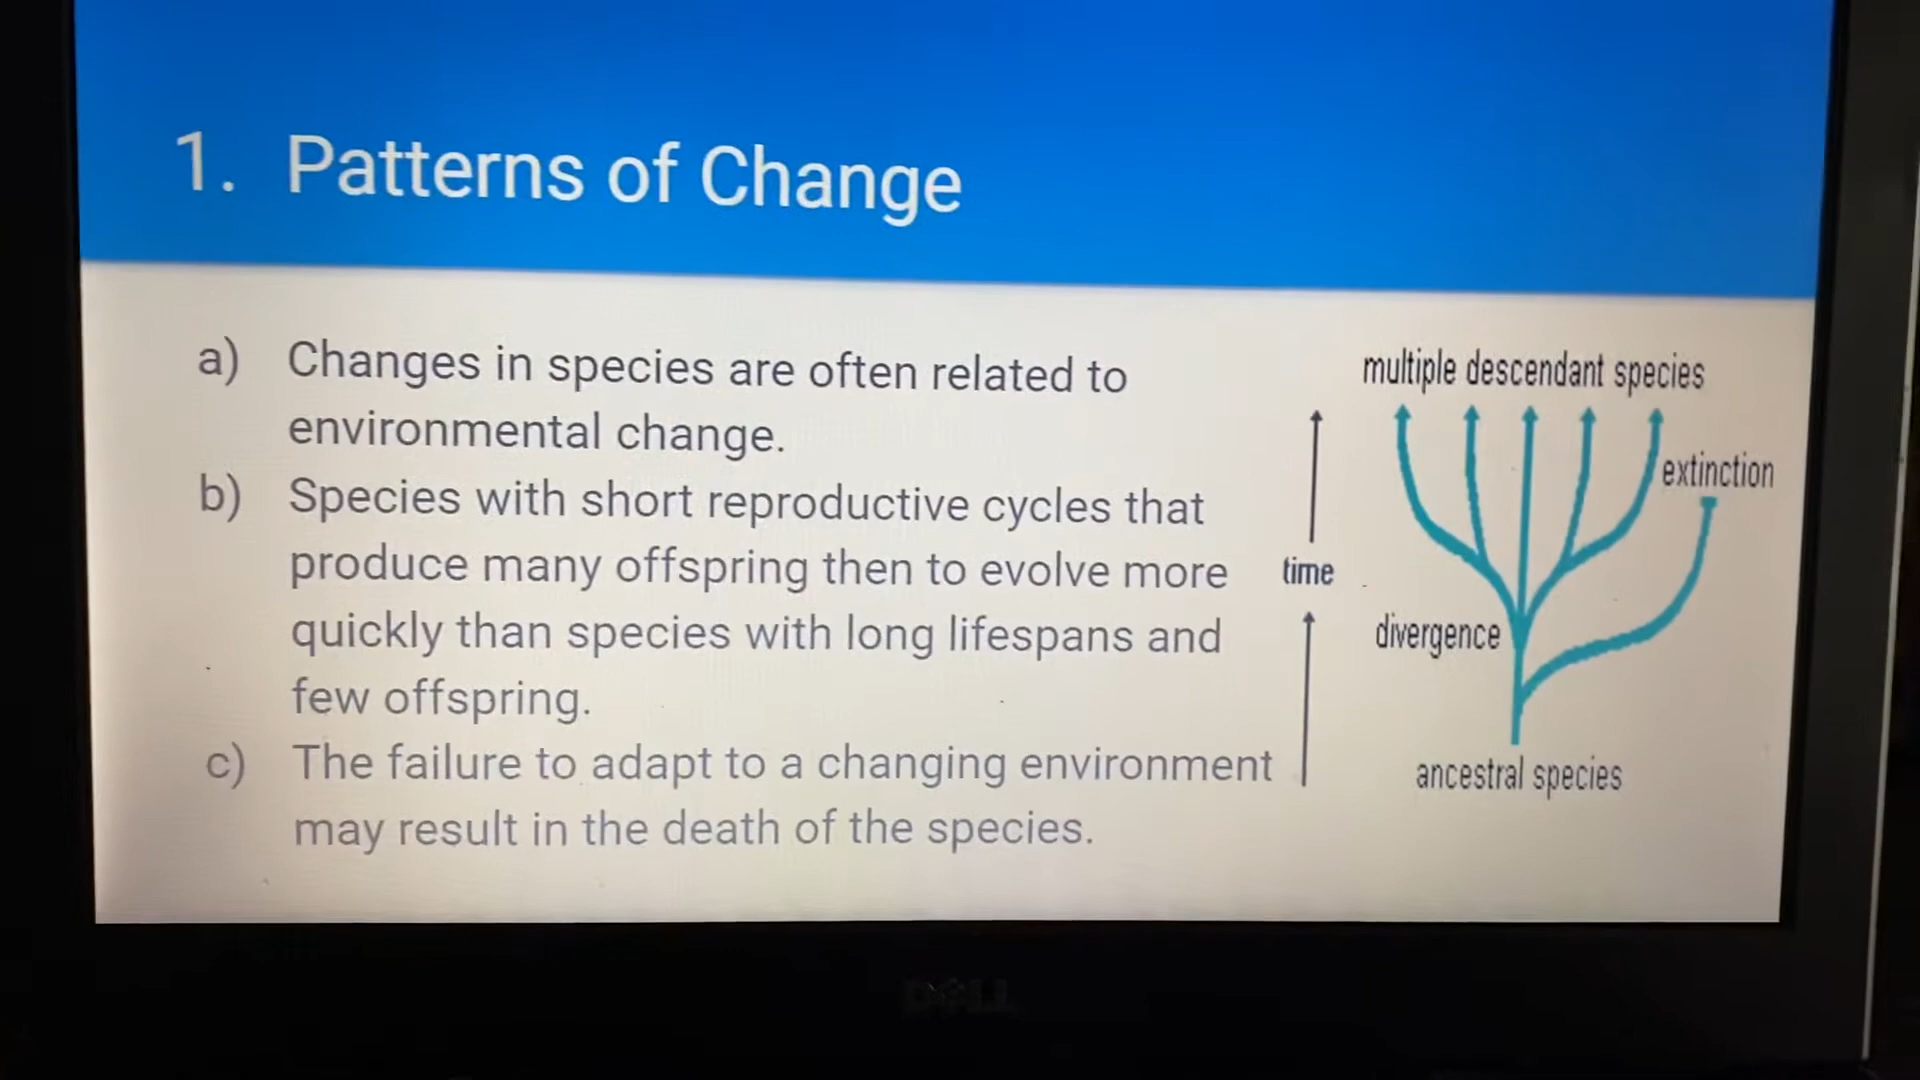 1. Patterns of Change
a) Changes in species are often related to
environmental change.
b) Species with short reproductive cycles that
produce many offspring then to evolve more
quickly than species with long lifespans and
few offspring.
c) The failure to adapt to a changing environment
may result in the death of the species.
multiple descendant species
extinction
time
divergence
ancestral species
DELL